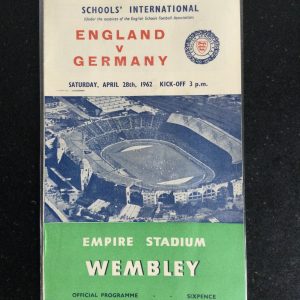 SCHOOLS' INTERNATIONAL
(Under the auspices of the English Schools Football Association)
ENGLAND
v
GERMANY
SATURDAY, APRIL 28th, 1962 KICK-OFF 3 p.m.
EMPIRE STADIUM
WEMBLEY
OFFICIAL PROGRAMME - SIXPENCE